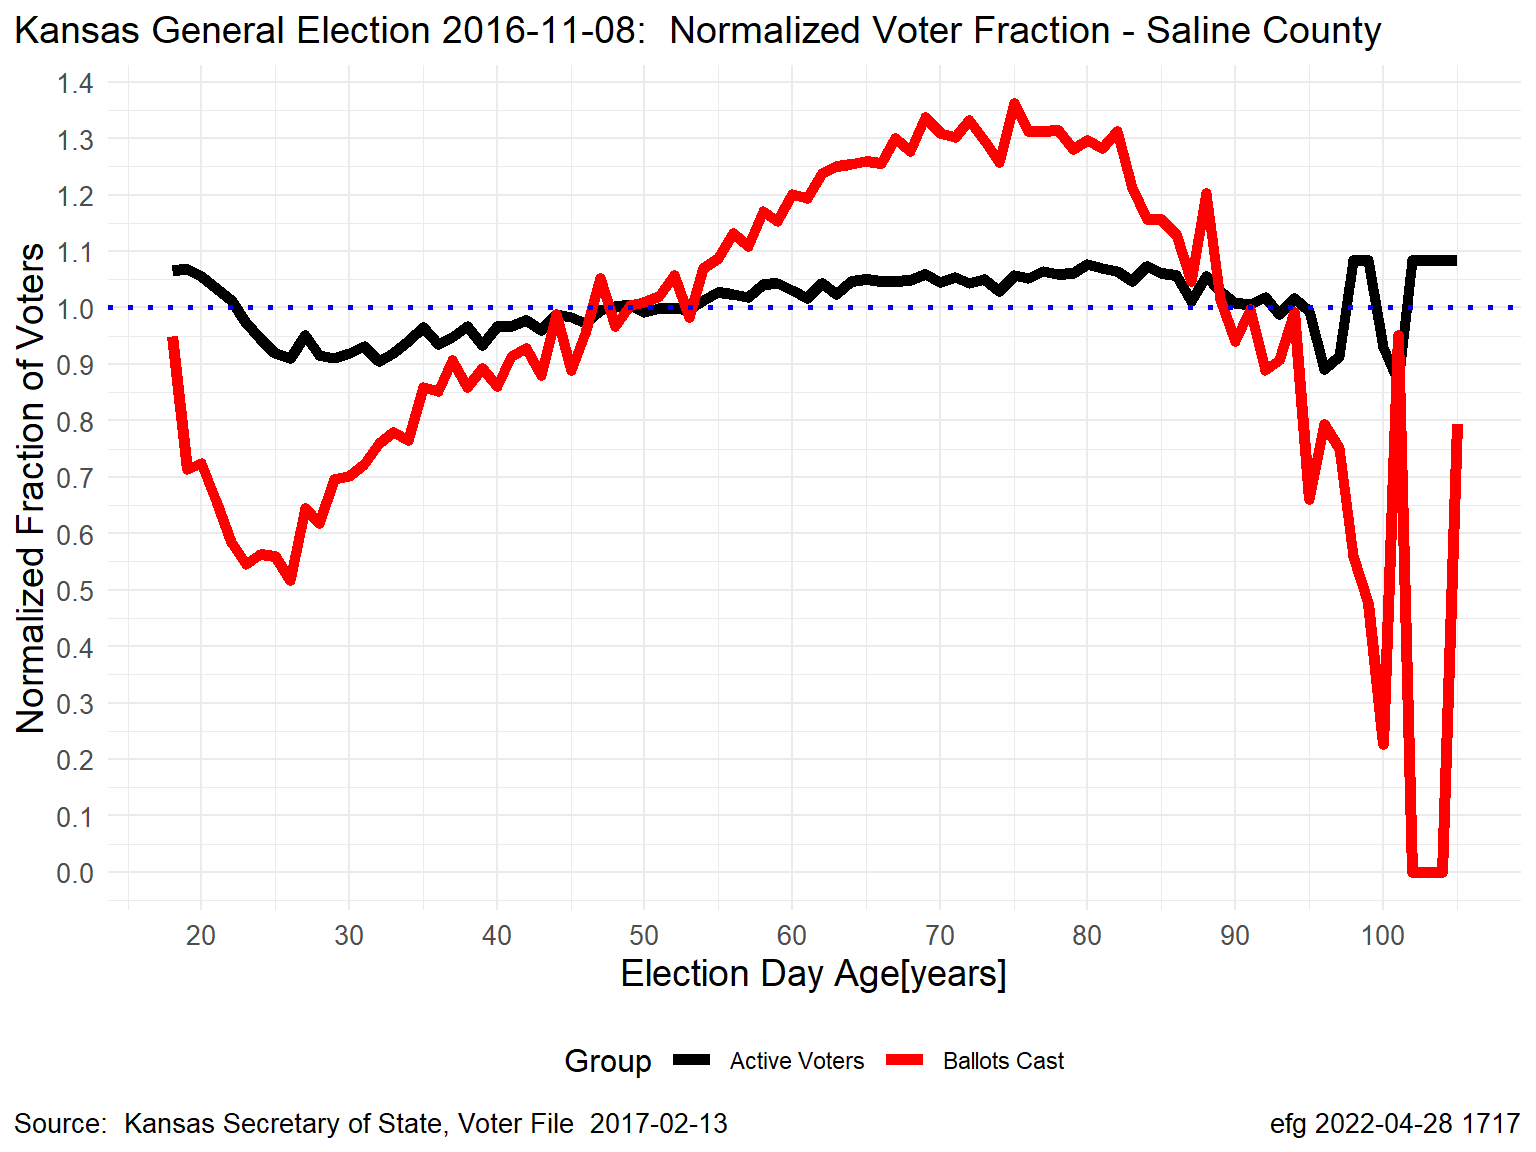 Kansas General Election 2016-11-08:  Normalized Voter Fraction - Saline County
Normalized Fraction of Voters
1.4
1.3
1.2
1.1
1.0
0.9
0.8
0.7
0.6
0.5
0.4
0.3
0.2
0.1
0.0
20 30 40 50 60 70 80 90 100
Election Day Age[years]
Group Active Voters Ballots Cast
Source:  Kansas Secretary of State, Voter File  2017-02-13
efg 2022-04-28 1717